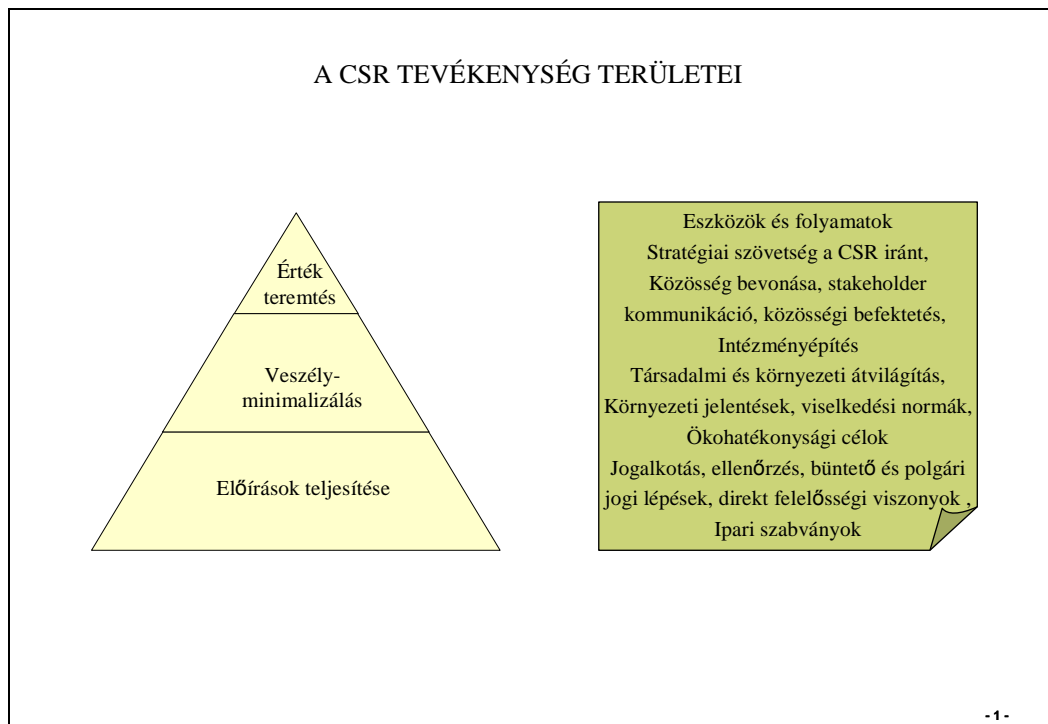 A CSR TEVÉKENYSÉG TERÜLETEI
Érték
teremtés
Veszély-
minimalizálás
Előírások teljesítése
Eszközök és folyamatok
Stratégiai szövetség a CSR iránt,
Közösség bevonása, stakeholder
kommunikáció, közösségi befektetés,
Intézményépítés
Társadalmi és környezeti átvilágítás,
Környezeti jelentések, viselkedési normák,
Ökohatékonysági célok
Jogalkotás, ellenőrzés, büntető és polgári
jogi lépések, direkt felelősségi viszonyok ,
Ipari szabványok
-1-